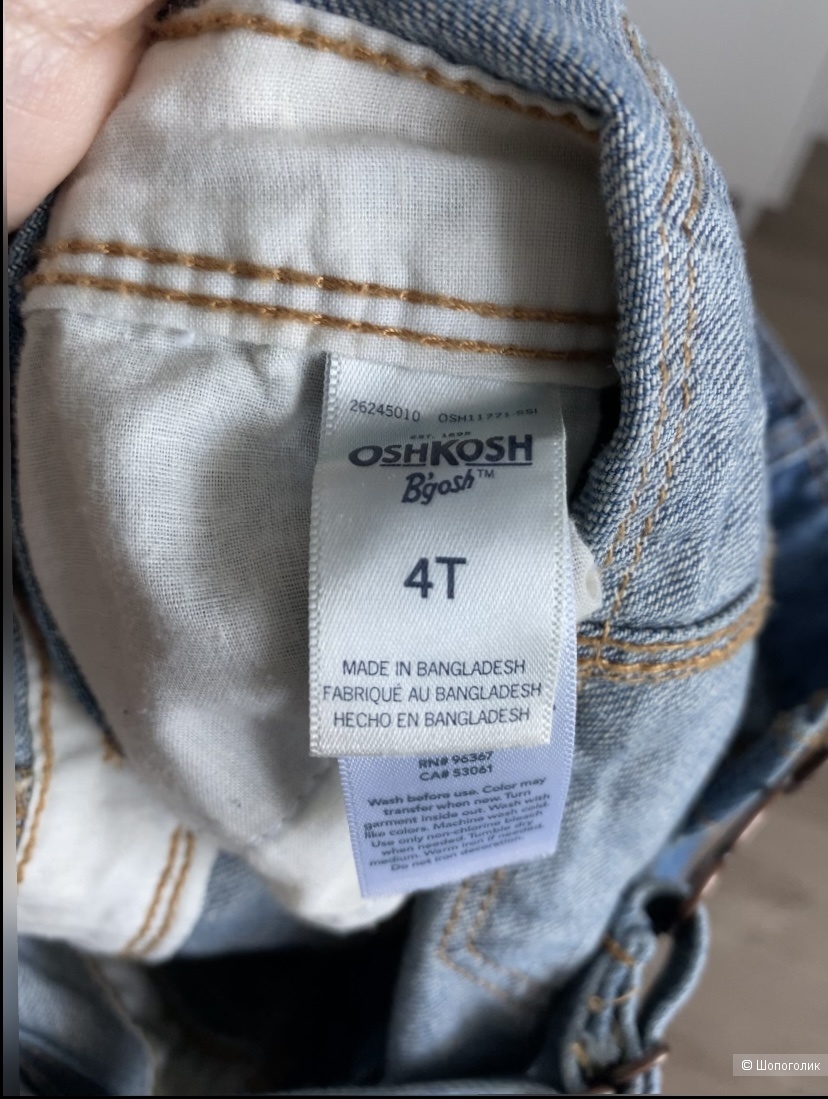 26245010 OSH11771-SSI
EST. 1895
OSHKOSH
B'gosh™
4T
MADE IN BANGLADESH
FABRIQUÉ AU BANGLADESH
HECHO EN BANGLADESH
RN# 96367
CA# 53061
Wash before use. Color may
transfer when new. Turn
garment inside out. Wash with
like colors. Machine wash cold.
Use only non-chlorine bleach
when needed. Tumble dry
medium. Warm iron if needed.
Do not iron decoration.
© Шопоголик